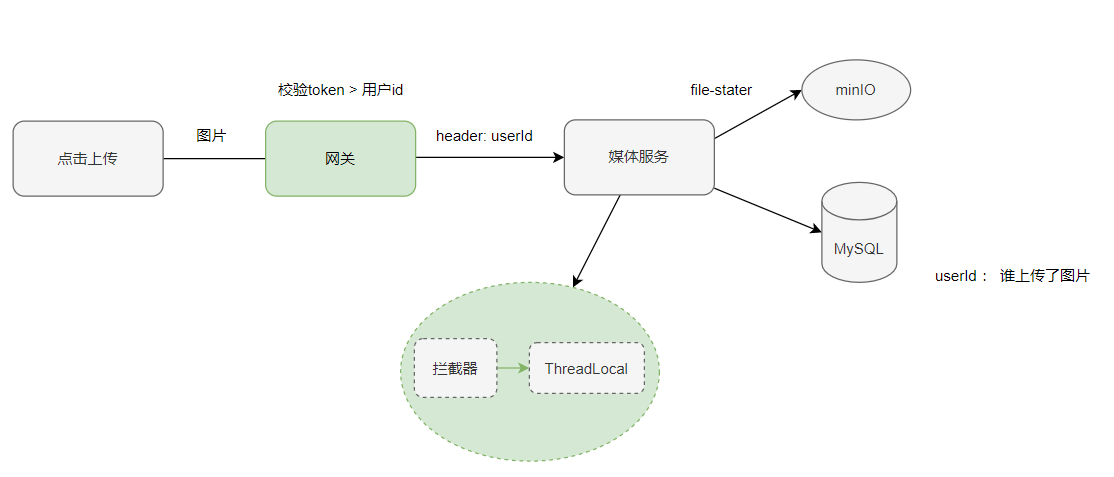 校验token > 用户id
file-stater
minIO
点击上传
图片
网关
header: userId
媒体服务
MySQL
userId： 谁上传了图片
拦截器
ThreadLocal